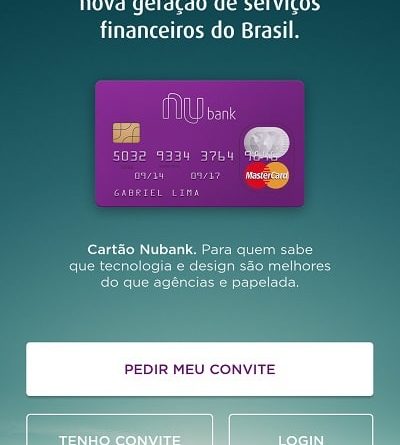 nova geração de serviços
financeiros do Brasil.
nu bank
5032 9334 3764
09/14 09/17
GABRIEL LIMA
MasterCard
Cartão Nubank. Para quem sabe
que tecnologia e design são melhores
do que agências e papelada.
PEDIR MEU CONVITE
TENHO CONVITE LOGIN